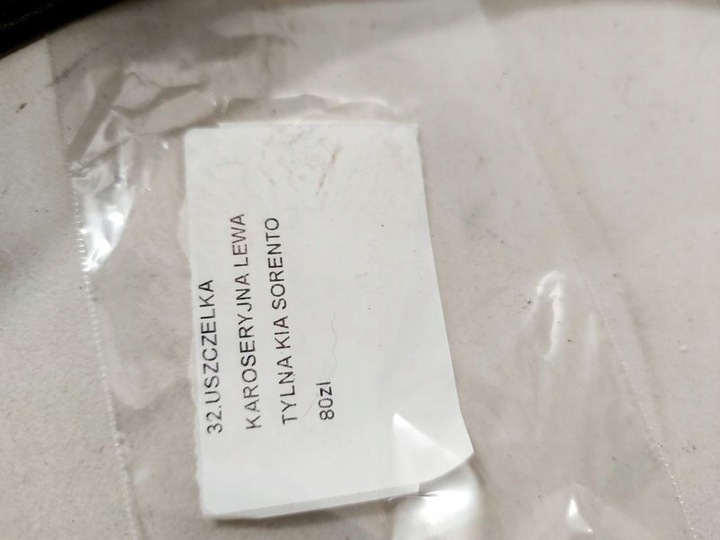 32.USZCZELKA
KAROSERYJNA LEWA
TYLNA KIA SORENTO
80zł